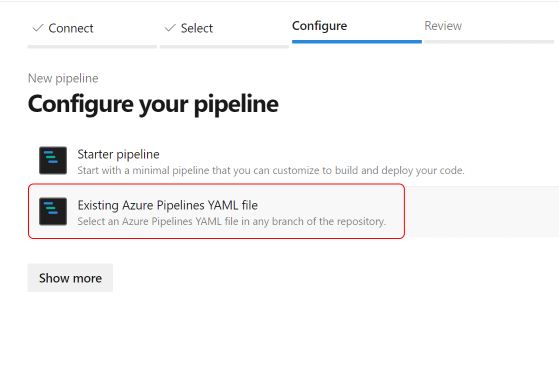 Connect Select Configure Review
New pipeline
Configure your pipeline
Starter pipeline
Start with a minimal pipeline that you can customize to build and deploy your code.
Existing Azure Pipelines YAML file
Select an Azure Pipelines YAML file in any branch of the repository.
Show more